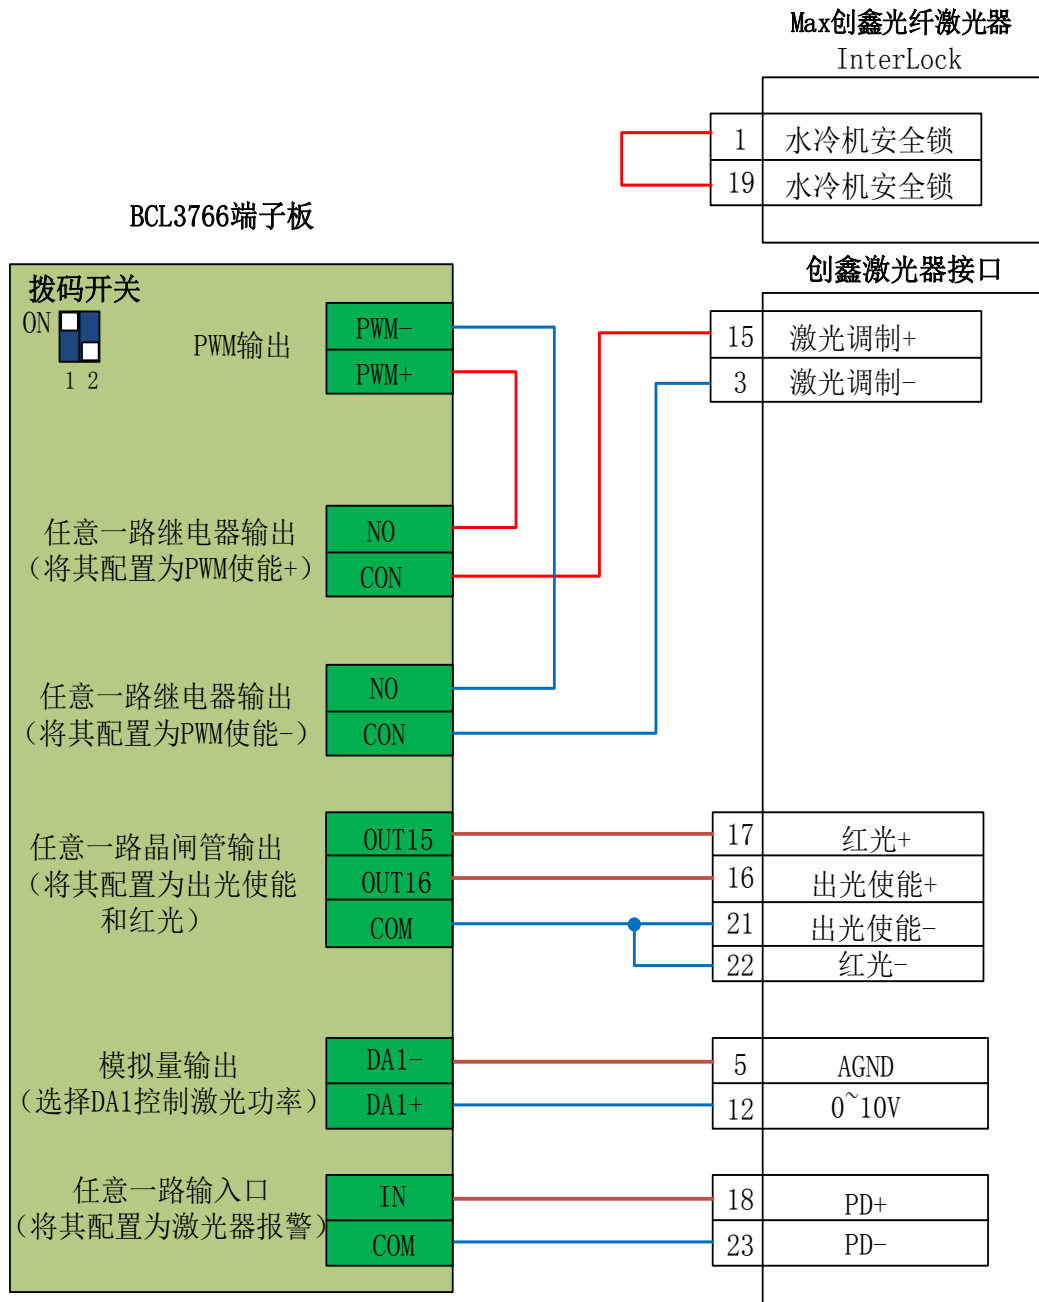 Max创鑫光纤激光器
InterLock
1 水冷机安全锁
19 水冷机安全锁
BCL3766端子板
创鑫激光器接口
拨码开关
ON
1 2
PWM输出
PWM-
PWM+
15 激光调制+
3 激光调制-
任意一路继电器输出
（将其配置为PWM使能+）
NO
CON
任意一路继电器输出
（将其配置为PWM使能-）
NO
CON
任意一路晶闸管输出
（将其配置为出光使能
和红光）
OUT15
OUT16
COM
17 红光+
16 出光使能+
21 出光使能-
22 红光-
模拟量输出
（选择DA1控制激光功率）
DA1-
DA1+
5 AGND
12 0~10V
任意一路输入口
（将其配置为激光器报警）
IN
COM
18 PD+
23 PD-